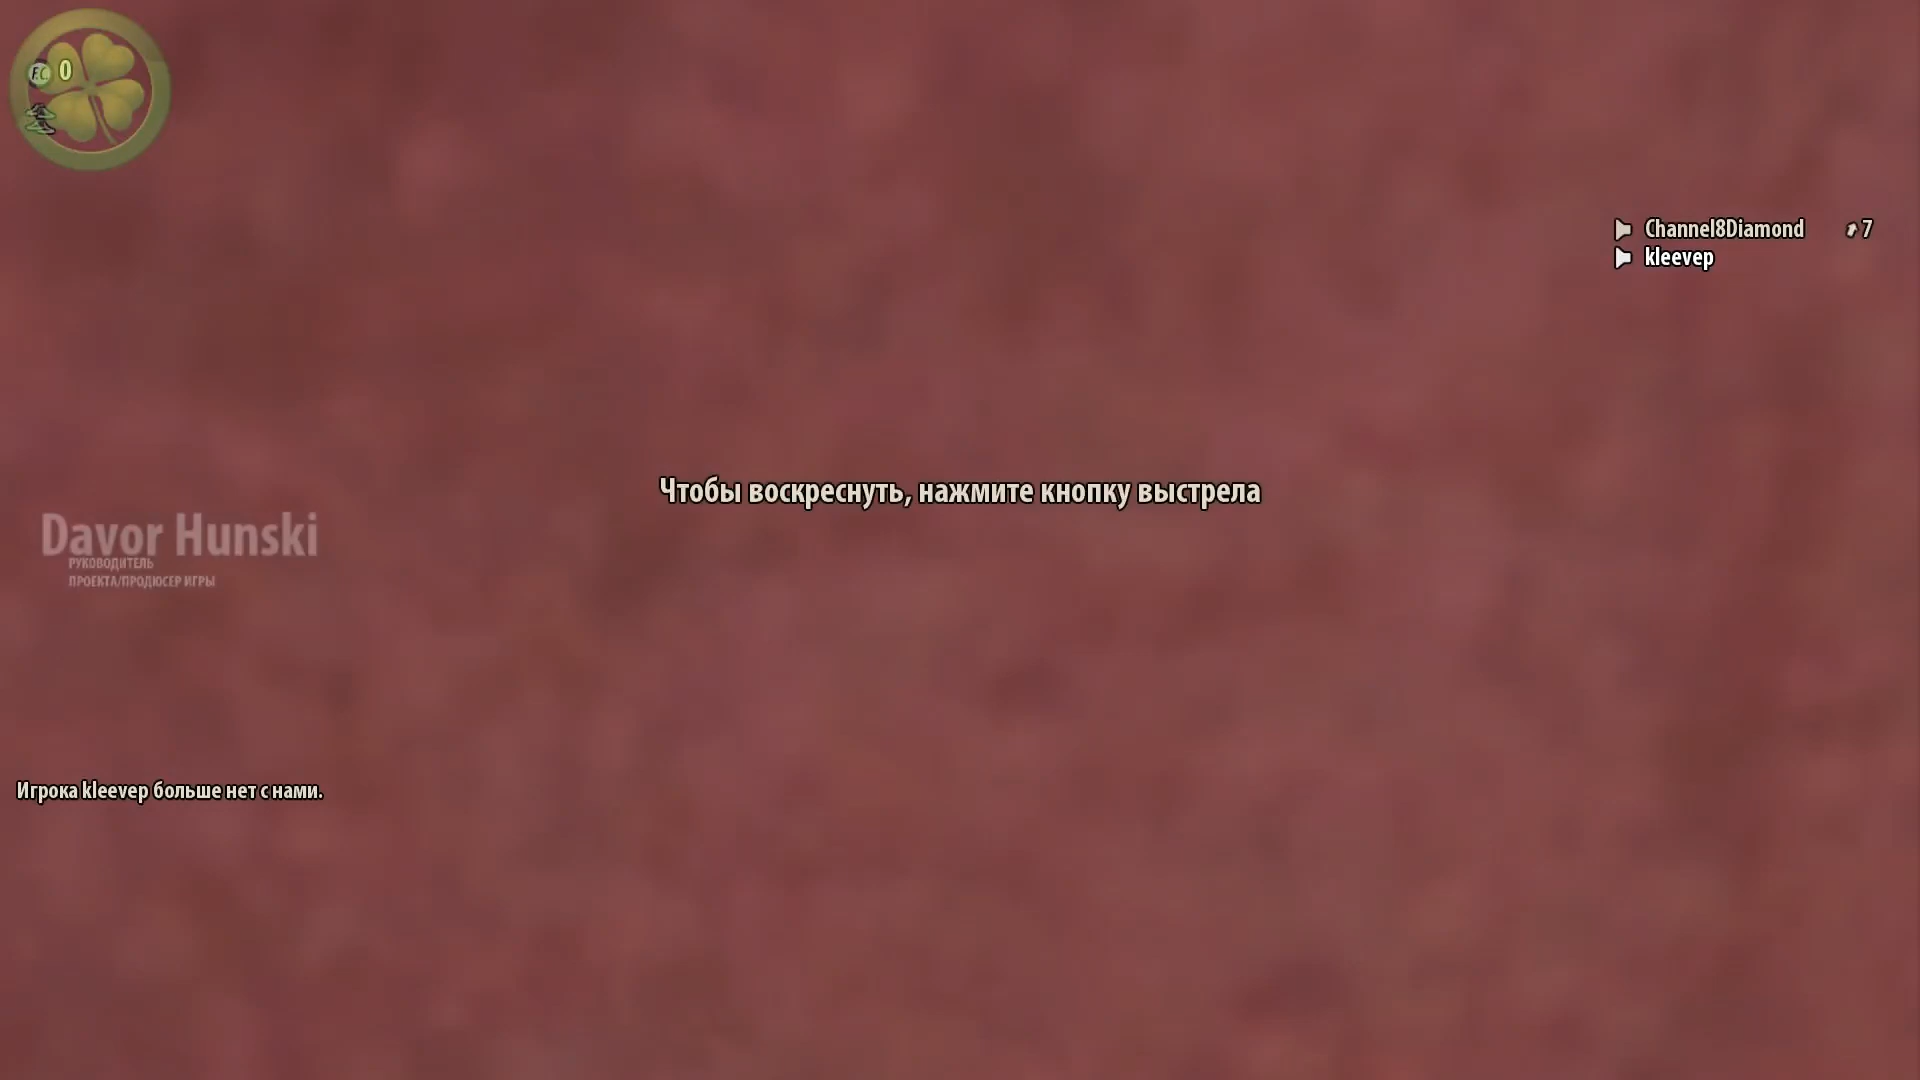 F.C. 0
Channel8Diamond 7
kleevep
Чтобы воскреснуть, нажмите кнопку выстрела
Davor Hunski
РУКОВОДИТЕЛЬ
ПРОЕКТА/ПРОДЮСЕР ИГРЫ
Игрока kleevep больше нет с нами.